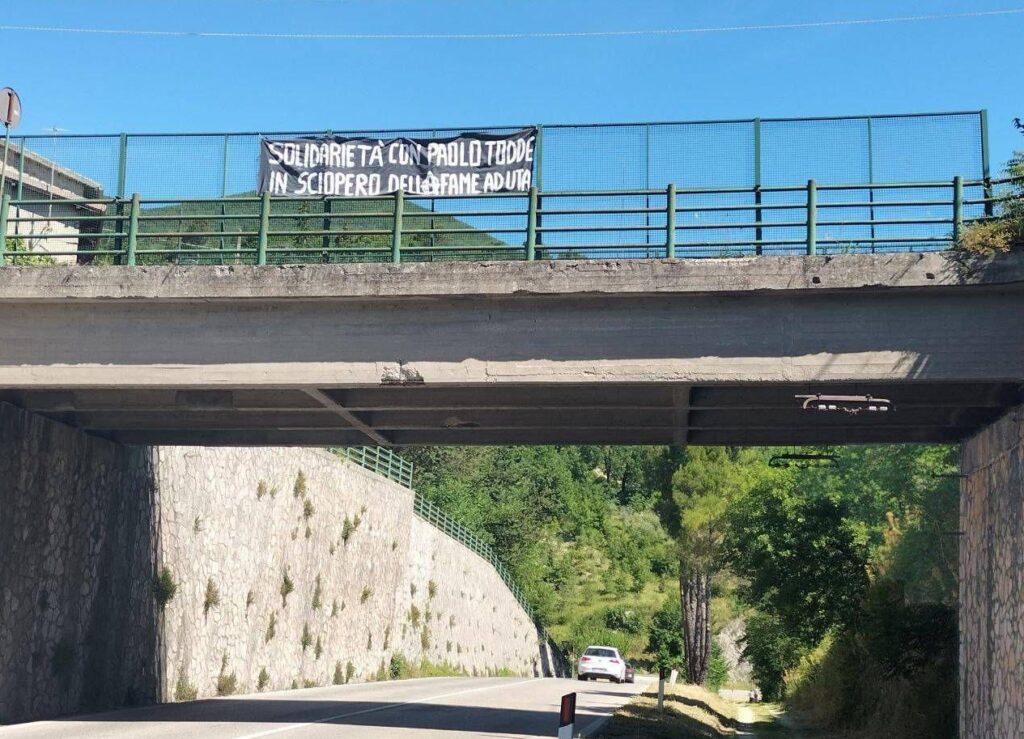 SOLIDARIETÀ CON PAOLO TODDE
IN SCIOPERO DELLA FAME AD UTA